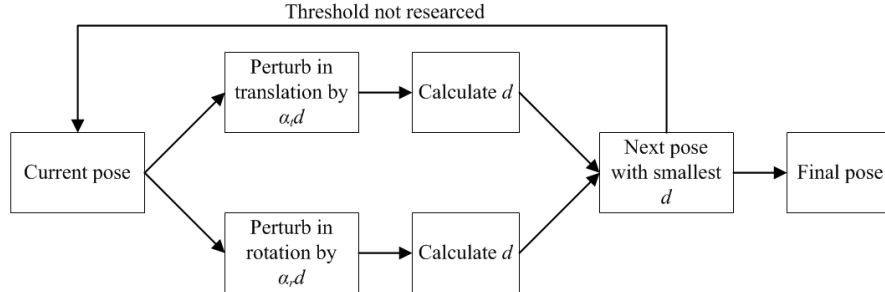 Threshold not researced
Perturb in
translation by
αₜd
Calculate d
Current pose
Next pose
with smallest
d
Final pose
Perturb in
rotation by
αᵣd
Calculate d